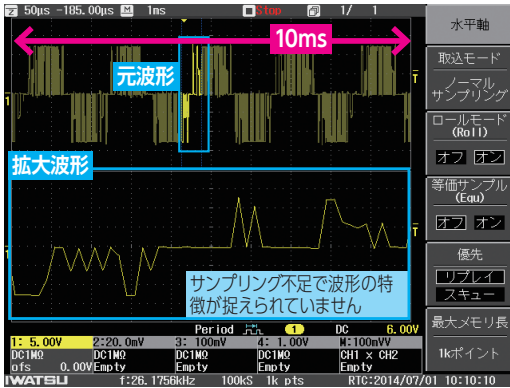 50µs -185.00µs M 1ms Stop 1/ 1
10ms
元波形
拡大波形
サンプリング不足で波形の特
徴が捉えられていません
T
1
T
1
Period 1 DC 6.00V
1: 5.00V 2:20.0mV 3: 100mV 4: 1.00V M:100mVV
DC1MΩ DC1MΩ DC1MΩ DC1MΩ CH1 × CH2
ofs 0.00V Empty Empty Empty Empty
IWATSU f:26.1756kHz 100kS 1k pts RTC:2014/07/01 10:10:10
水平軸
取込モード
ノーマル
サンプリング
ロールモード
(Roll)
オフ オン
等価サンプル
(Equ)
オフ オン
優先
リプレイ
スキュー
最大メモリ長
1kポイント